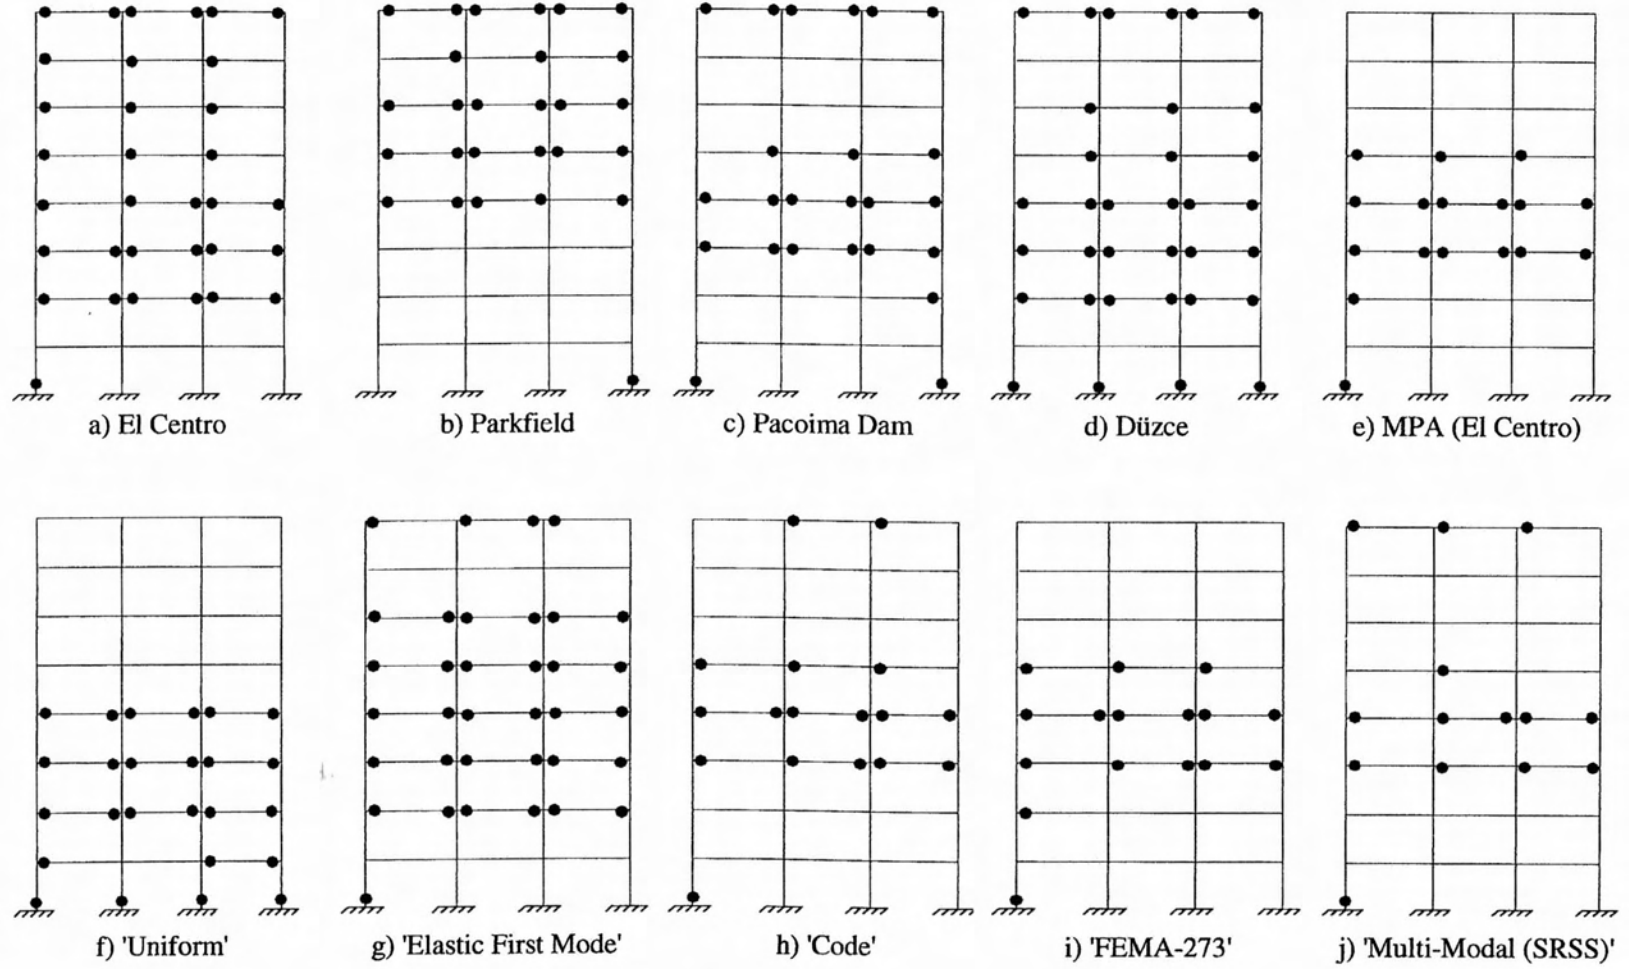 a) El Centro
b) Parkfield
c) Pacoima Dam
d) Düzce
e) MPA (El Centro)
f) 'Uniform'
g) 'Elastic First Mode'
h) 'Code'
i) 'FEMA-273'
j) 'Multi-Modal (SRSS)'